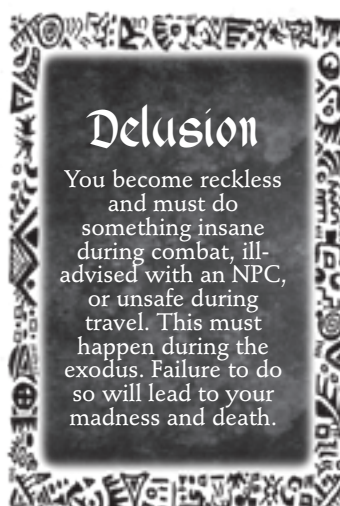 Delusion
You become reckless
and must do
something insane
during combat, ill-
advised with an NPC,
or unsafe during
travel. This must
happen during the
exodus. Failure to do
so will lead to your
madness and death.